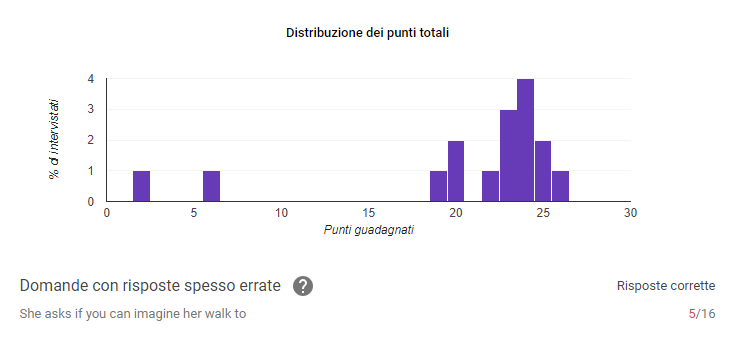 Distribuzione dei punti totali
% di intervistati
4
3
2
1
0
0 5 10 15 20 25 30
Punti guadagnati
Domande con risposte spesso errate ? Risposte corrette
She asks if you can imagine her walk to 5/16